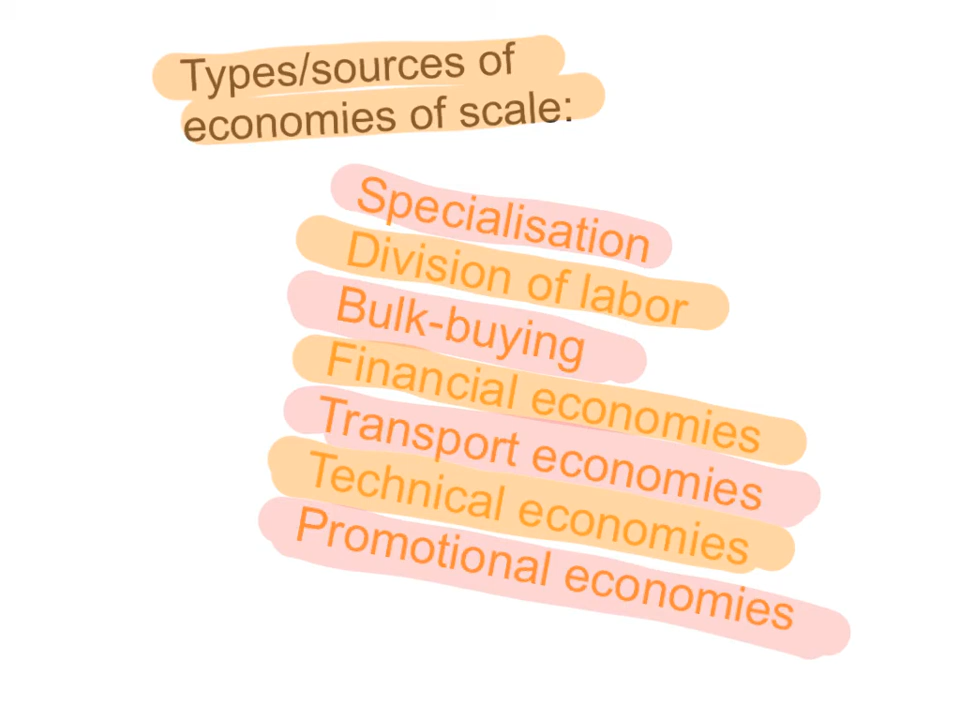 Types/sources of
economies of scale:
Specialisation
Division of labor
Bulk-buying
Financial economies
Transport economies
Technical economies
Promotional economies